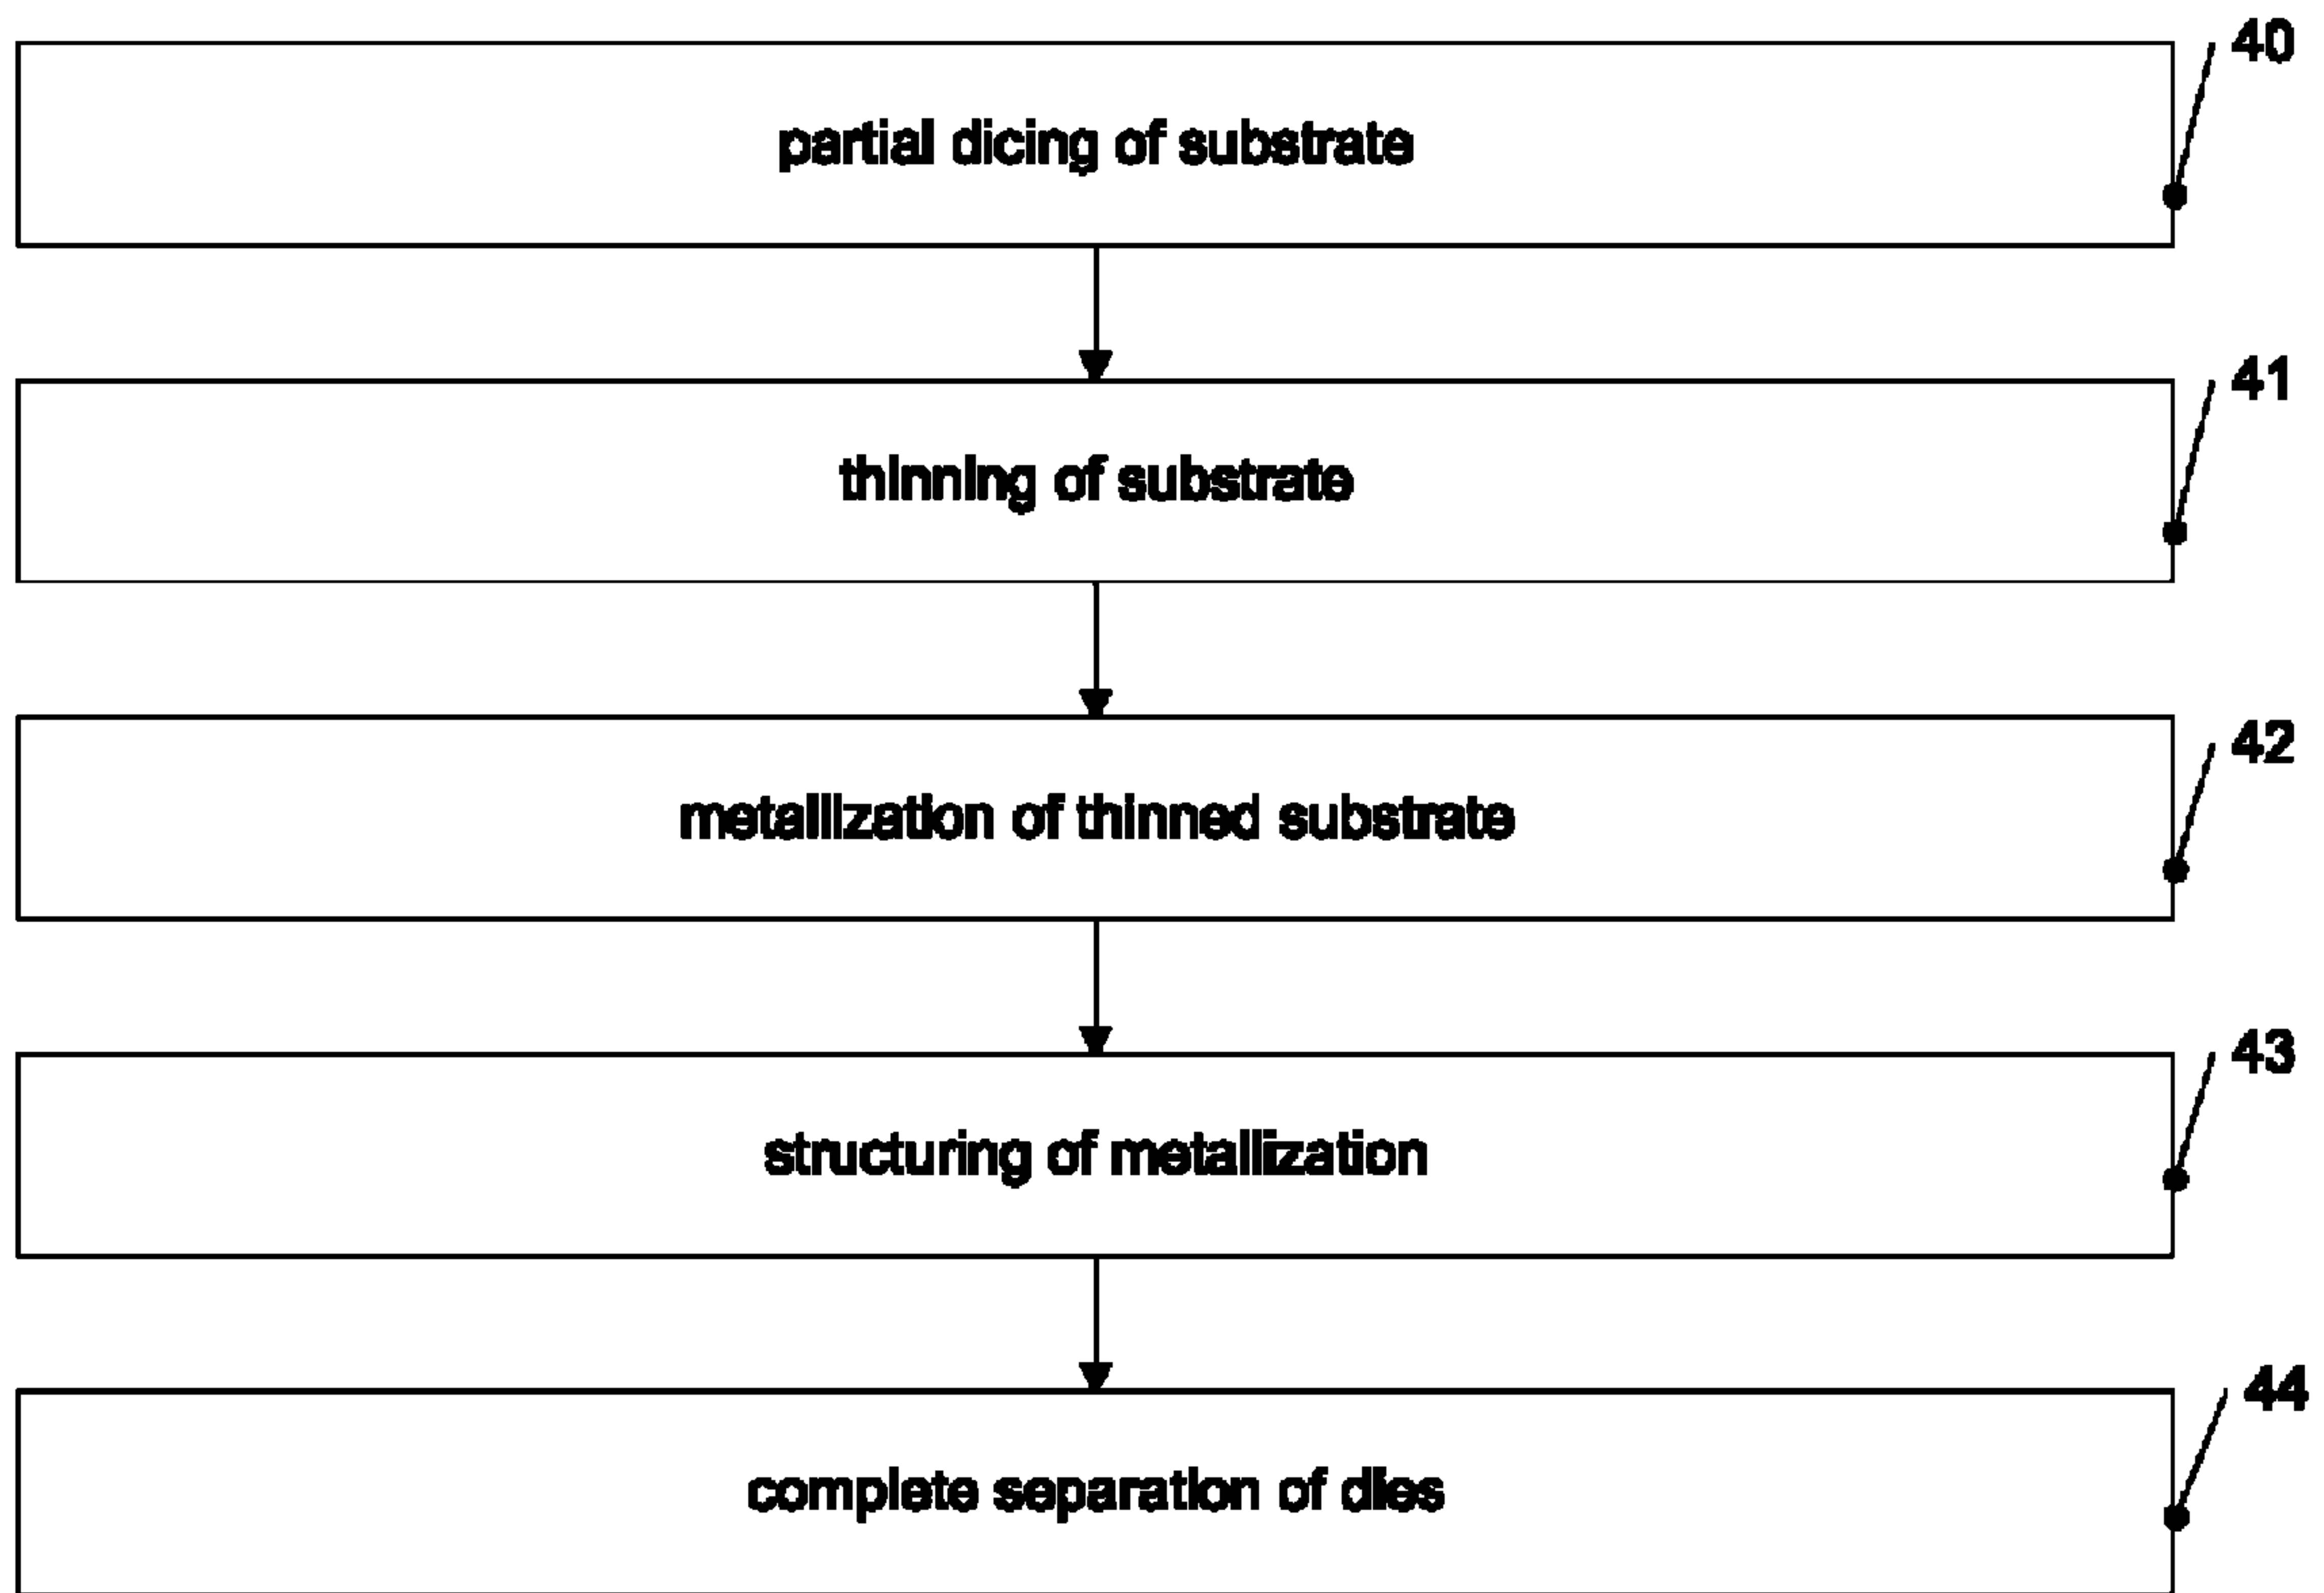 40
partial dicing of substrate
41
thinning of substrate
42
metallization of thinned substrate
43
structuring of metallization
44
complete separation of dies